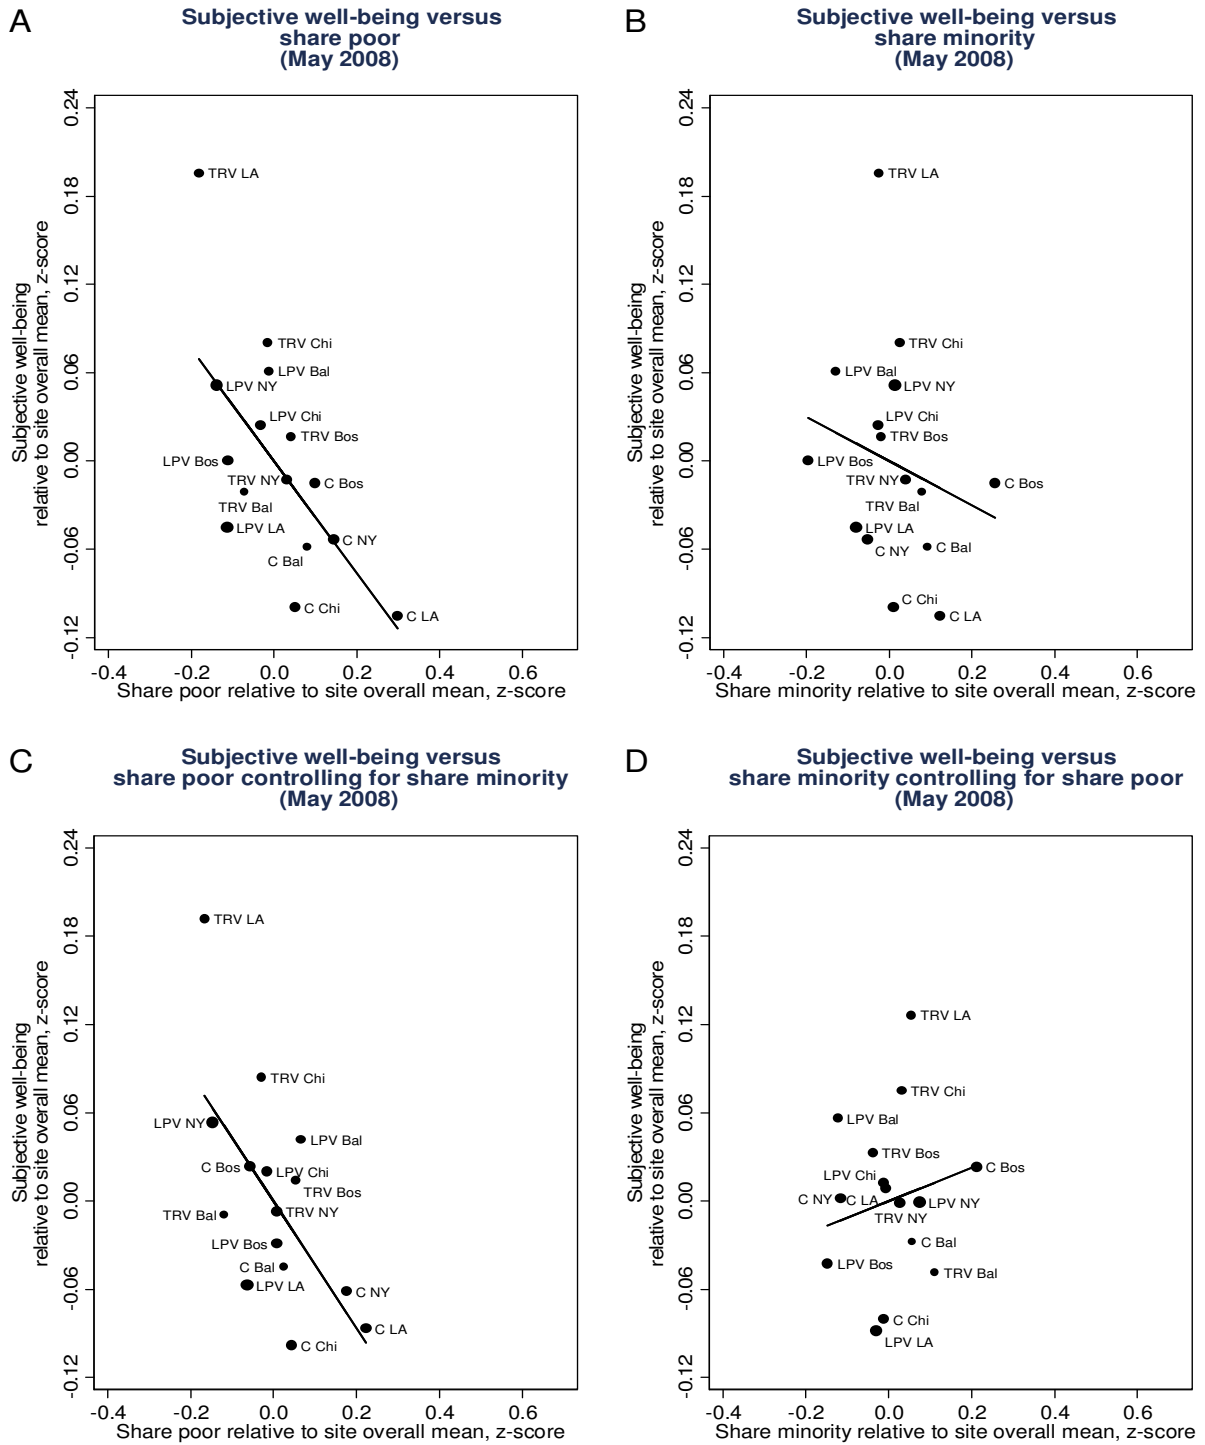 A
Subjective well-being versus
share poor
(May 2008)
Subjective well-being
relative to site overall mean, z-score
0.24
0.18
0.12
0.06
0.00
-0.06
-0.12
TRV LA
TRV Chi
LPV Bal
LPV NY
LPV Chi
TRV Bos
LPV Bos
TRV NY
C Bos
TRV Bal
LPV LA
C NY
C Bal
C Chi
C LA
-0.4 -0.2 0.0 0.2 0.4 0.6
Share poor relative to site overall mean, z-score
B
Subjective well-being versus
share minority
(May 2008)
Subjective well-being
relative to site overall mean, z-score
0.24
0.18
0.12
0.06
0.00
-0.06
-0.12
TRV LA
TRV Chi
LPV Bal
LPV NY
LPV Chi
TRV Bos
LPV Bos
TRV NY
C Bos
TRV Bal
LPV LA
C NY
C Bal
C Chi
C LA
-0.4 -0.2 0.0 0.2 0.4 0.6
Share minority relative to site overall mean, z-score
C
Subjective well-being versus
share poor controlling for share minority
(May 2008)
Subjective well-being
relative to site overall mean, z-score
0.24
0.18
0.12
0.06
0.00
-0.06
-0.12
TRV LA
TRV Chi
LPV NY
LPV Bal
C Bos
LPV Chi
TRV Bos
TRV Bal
TRV NY
LPV Bos
C Bal
LPV LA
C NY
C LA
C Chi
-0.4 -0.2 0.0 0.2 0.4 0.6
Share poor relative to site overall mean, z-score
D
Subjective well-being versus
share minority controlling for share poor
(May 2008)
Subjective well-being
relative to site overall mean, z-score
0.24
0.18
0.12
0.06
0.00
-0.06
-0.12
TRV LA
TRV Chi
LPV Bal
TRV Bos
C Bos
LPV Chi
C NY
C LA
LPV NY
TRV NY
C Bal
LPV Bos
TRV Bal
C Chi
LPV LA
-0.4 -0.2 0.0 0.2 0.4 0.6
Share minority relative to site overall mean, z-score